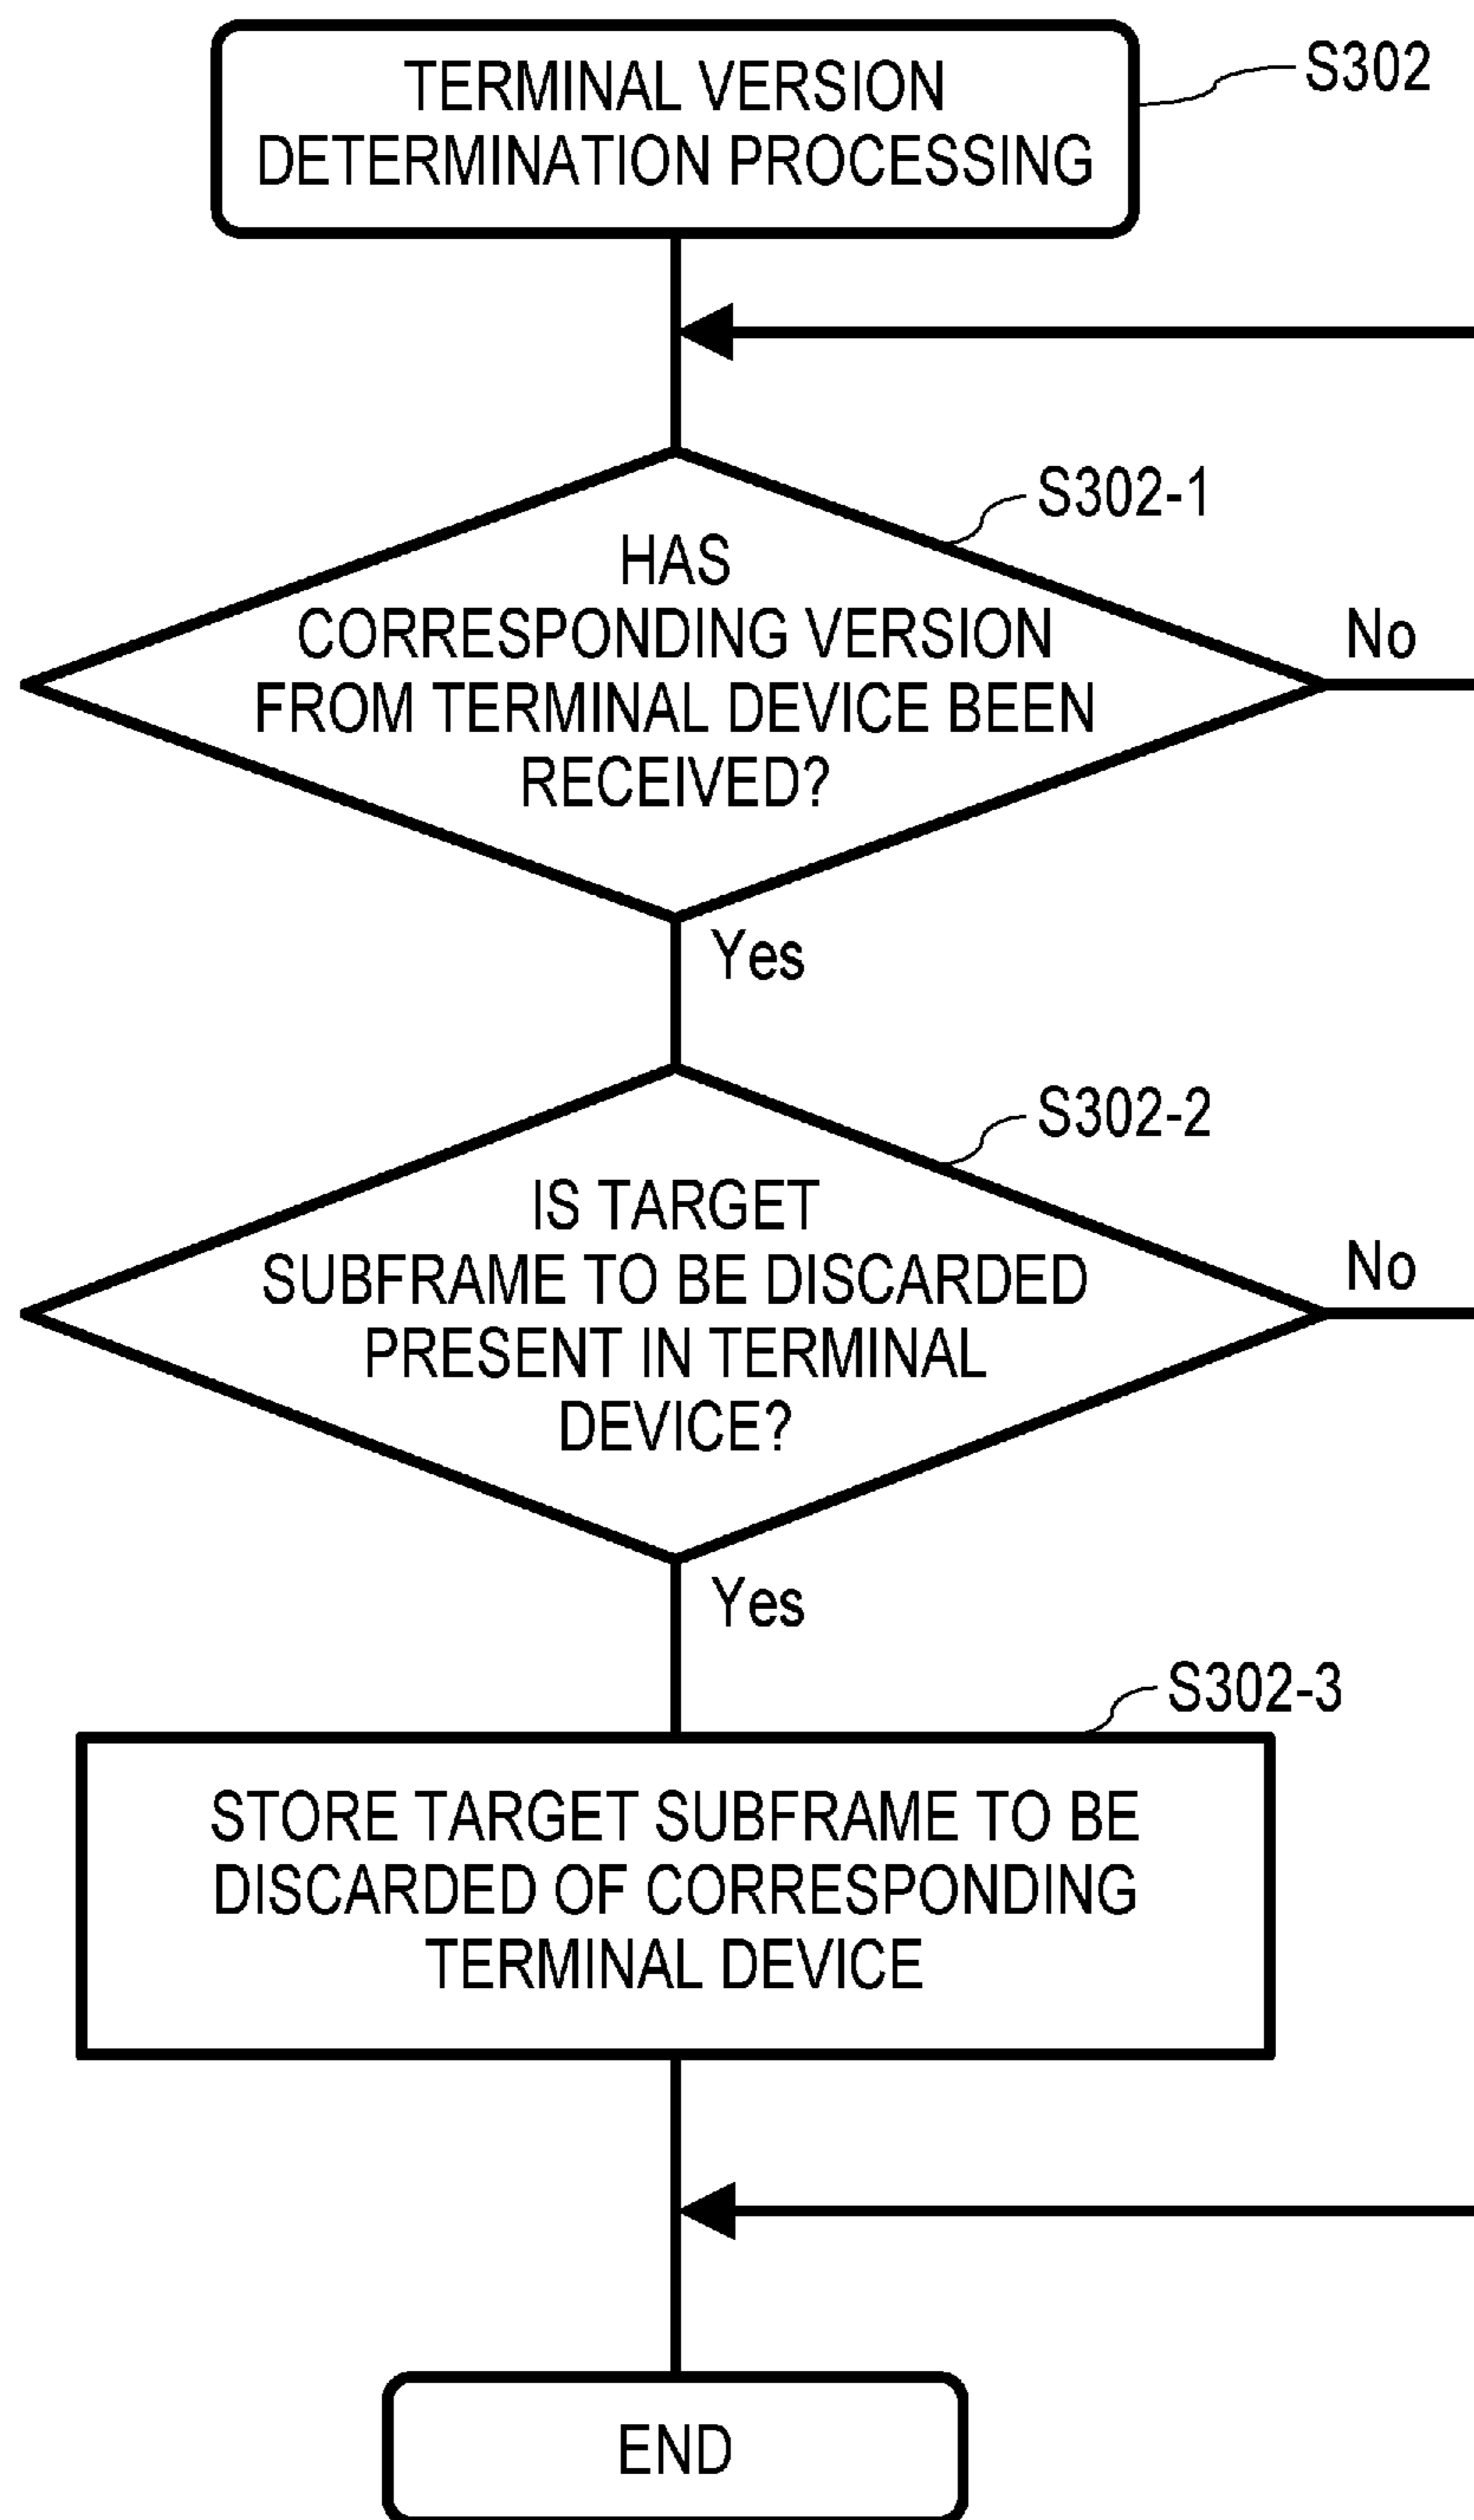 TERMINAL VERSION
DETERMINATION PROCESSING
S302
S302-1
HAS
CORRESPONDING VERSION
FROM TERMINAL DEVICE BEEN
RECEIVED?
No
Yes
S302-2
IS TARGET
SUBFRAME TO BE DISCARDED
PRESENT IN TERMINAL
DEVICE?
No
Yes
S302-3
STORE TARGET SUBFRAME TO BE
DISCARDED OF CORRESPONDING
TERMINAL DEVICE
END